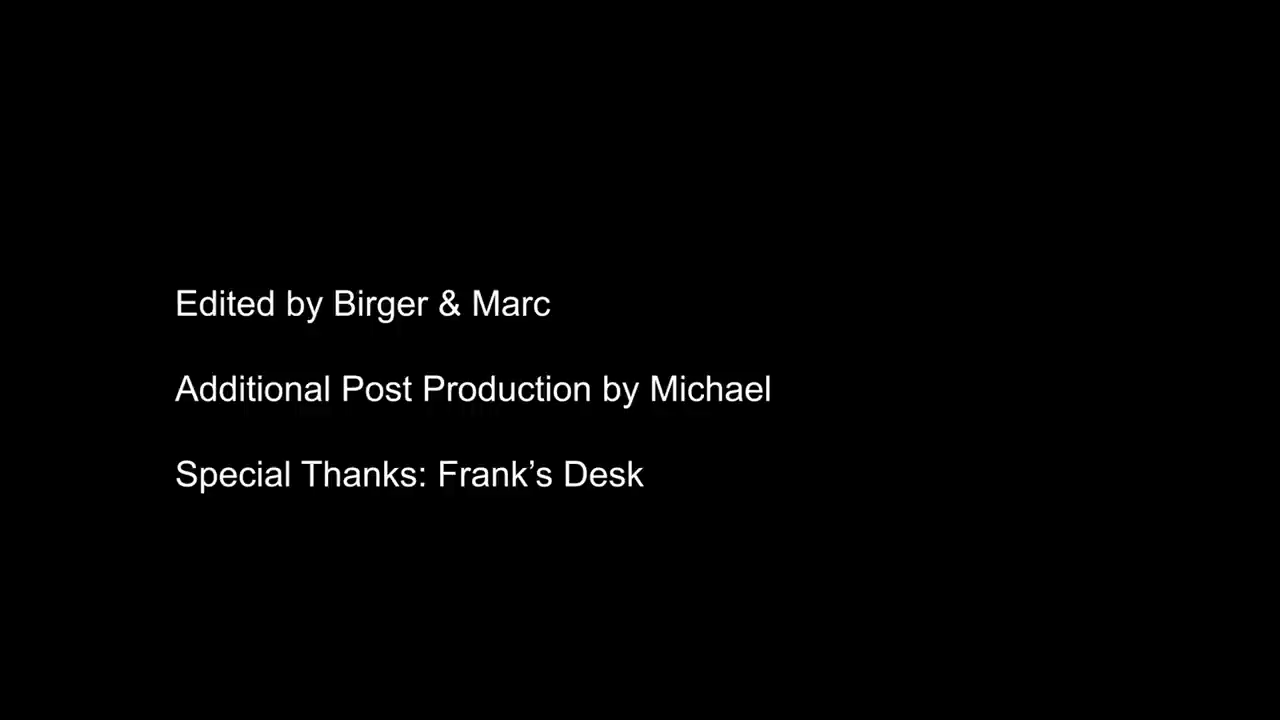 Edited by Birger & Marc
Additional Post Production by Michael
Special Thanks: Frank’s Desk